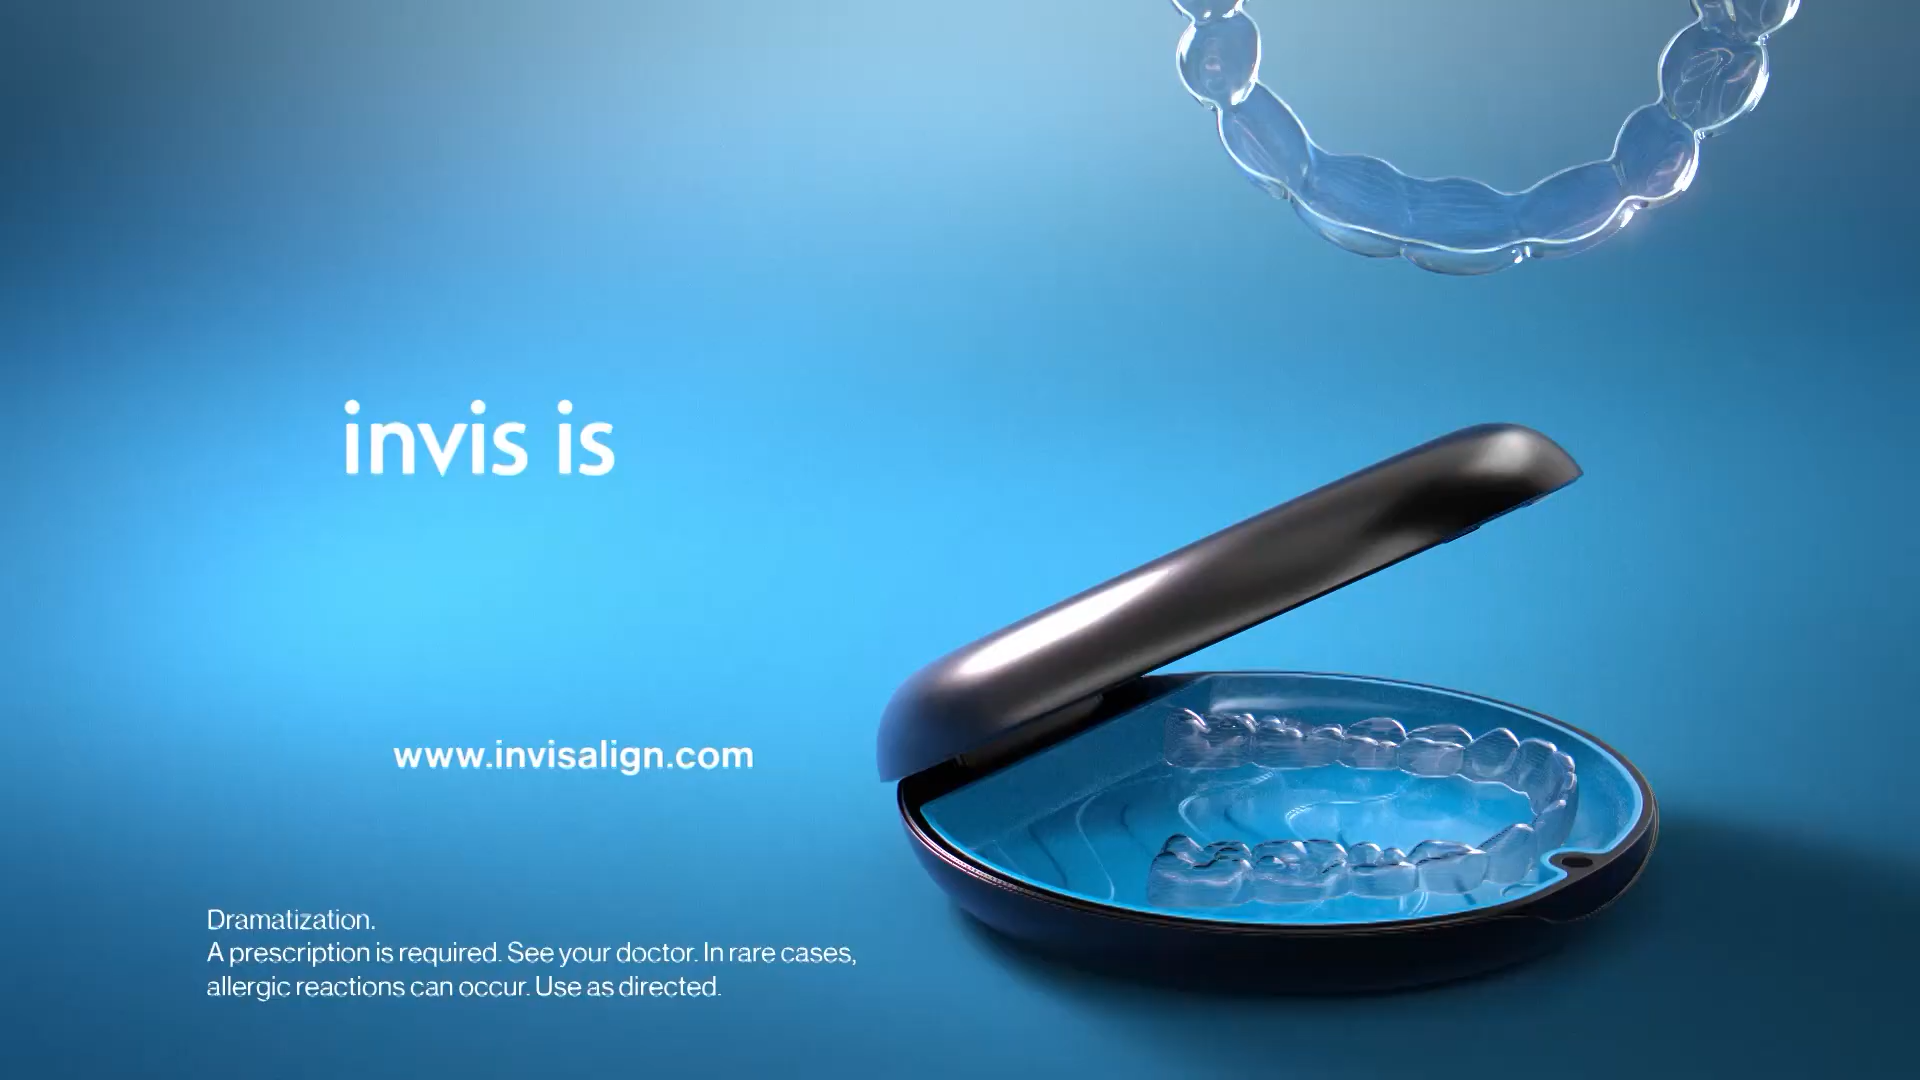 invis is
www.invisalign.com
Dramatization.
A prescription is required. See your doctor. In rare cases,
allergic reactions can occur. Use as directed.